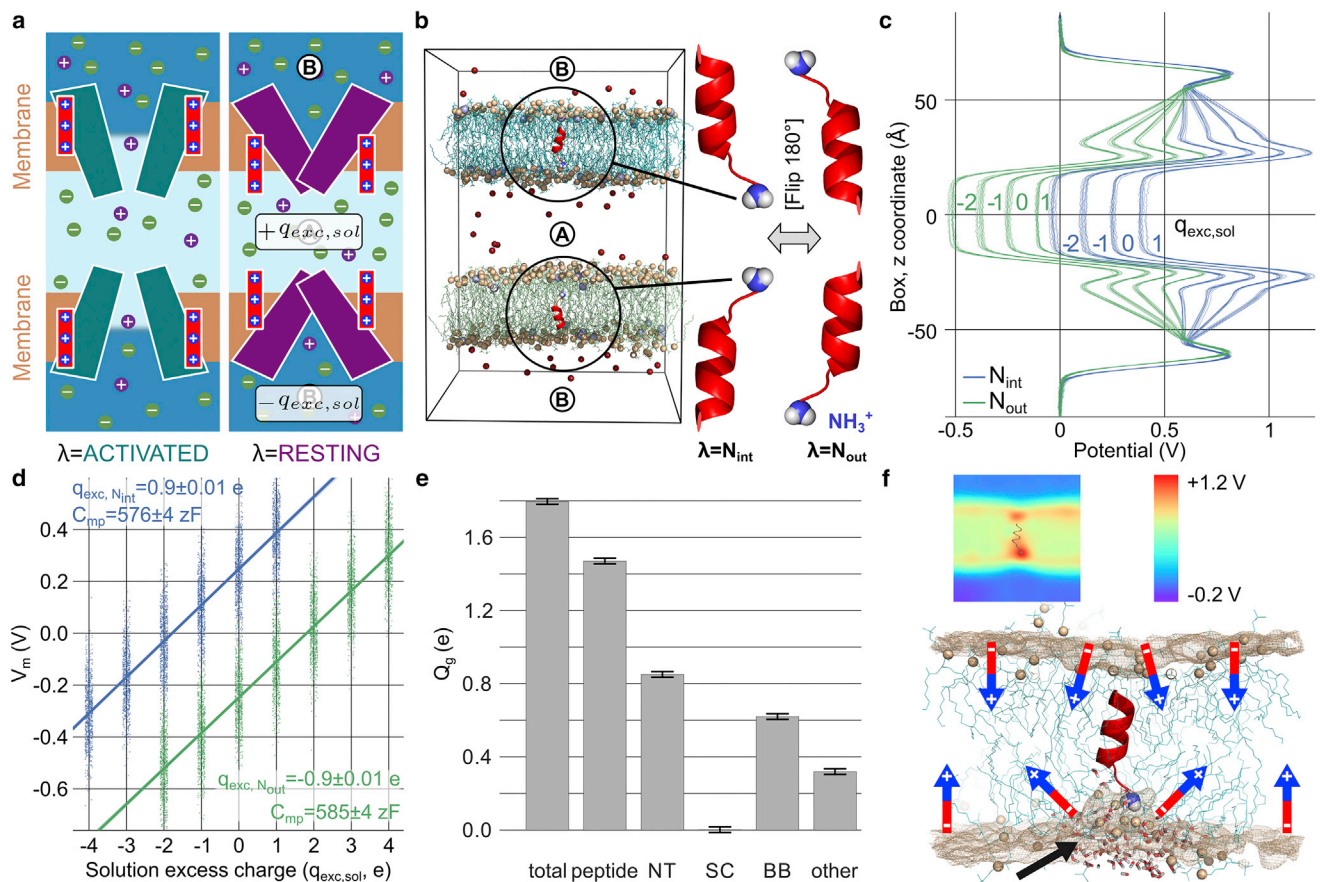 a
B
Membrane
Membrane
A
+q_exc,sol
B
−q_exc,sol
λ=ACTIVATED
λ=RESTING
b
B
A
B
[Flip 180°]
NH₃⁺
λ=N_int
λ=N_out
c
Box, z coordinate (Å)
50
0
-50
-2 -1 0 1
-2 -1 0 1
q_exc,sol
N_int
N_out
-0.5 0 0.5 1
Potential (V)
d
q_exc, N_int=0.9±0.01 e
C_mp=576±4 zF
V_m (V)
0.4
0.2
0.0
-0.2
-0.4
-0.6
q_exc, N_out=-0.9±0.01 e
C_mp=585±4 zF
-4 -3 -2 -1 0 1 2 3 4
Solution excess charge (q_exc,sol, e)
e
Q_g (e)
1.6
1.2
0.8
0.4
0.0
total peptide NT SC BB other
f
+1.2 V
-0.2 V